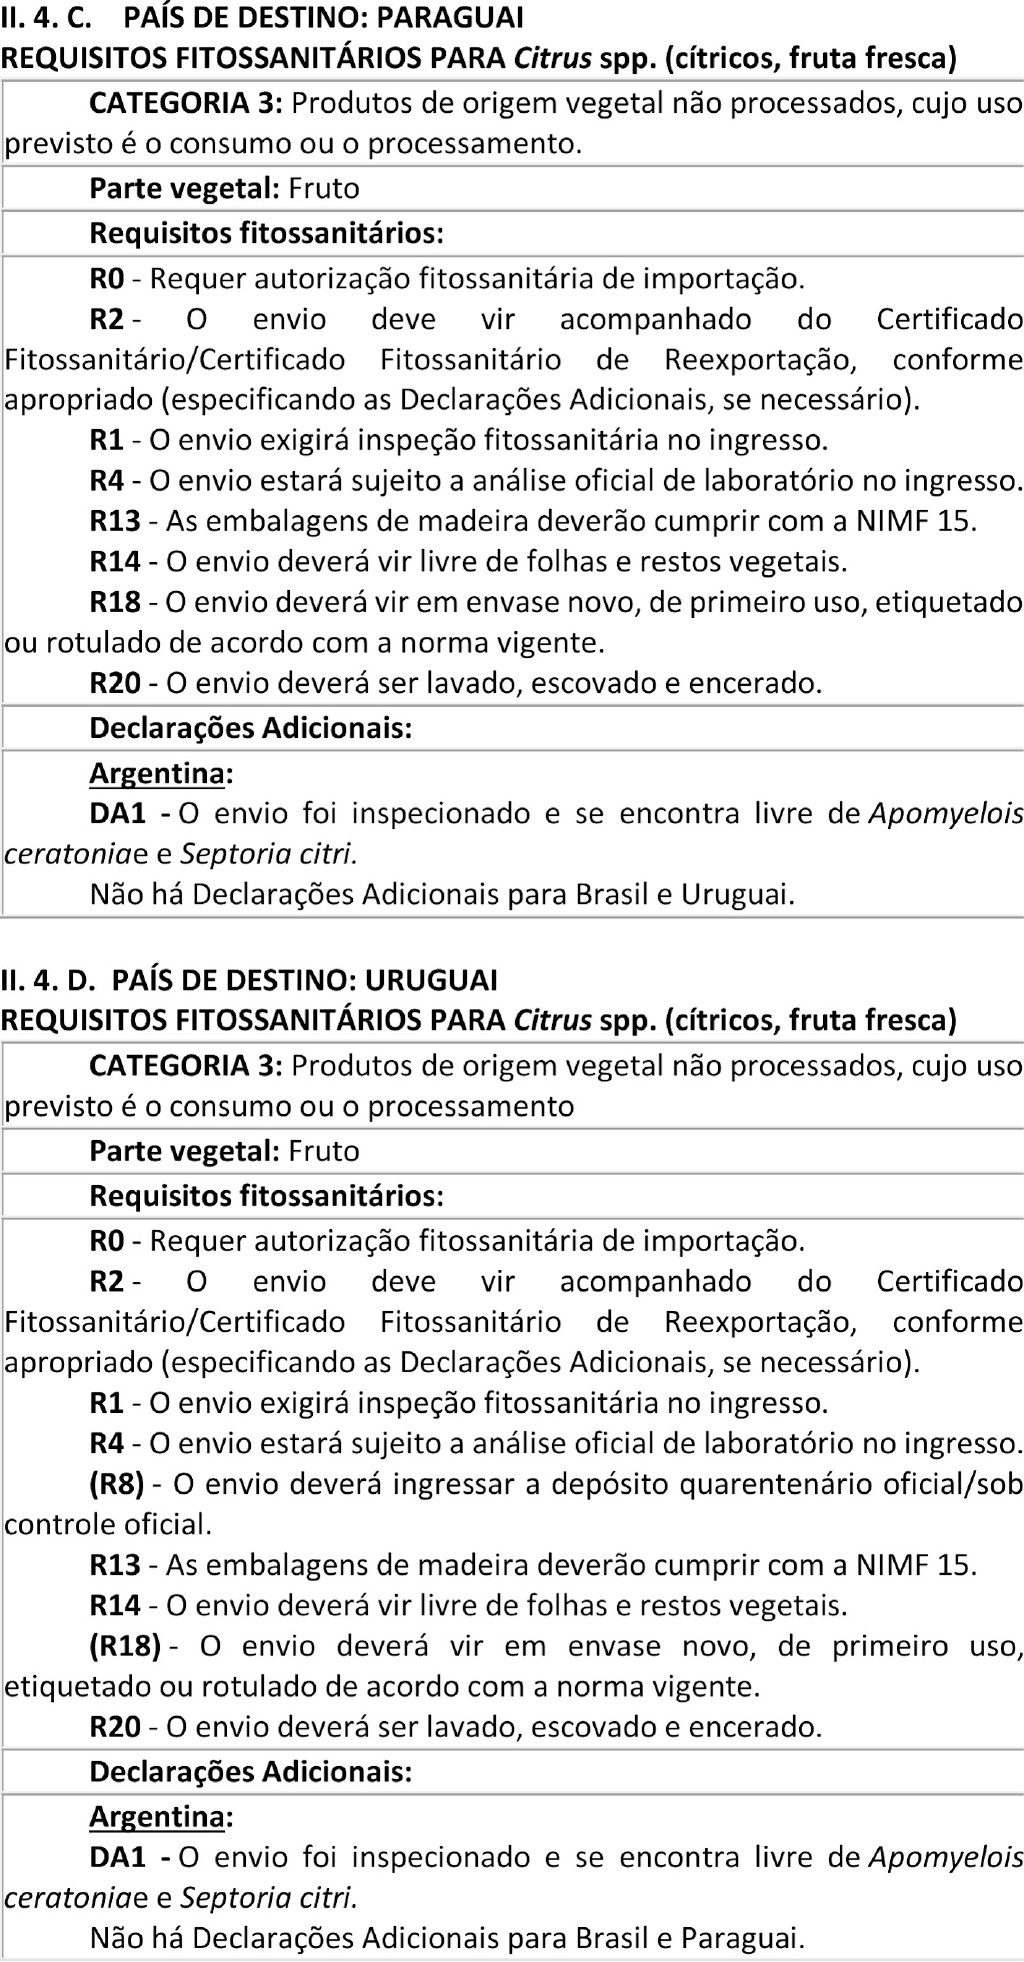 II. 4. C. PAÍS DE DESTINO: PARAGUAI
REQUISITOS FITOSSANITÁRIOS PARA Citrus spp. (cítricos, fruta fresca)
CATEGORIA 3: Produtos de origem vegetal não processados, cujo uso
previsto é o consumo ou o processamento.
Parte vegetal: Fruto
Requisitos fitossanitários:
R0 - Requer autorização fitossanitária de importação.
R2 - O envio deve vir acompanhado do Certificado
Fitossanitário/Certificado Fitossanitário de Reexportação, conforme
apropriado (especificando as Declarações Adicionais, se necessário).
R1 - O envio exigirá inspeção fitossanitária no ingresso.
R4 - O envio estará sujeito a análise oficial de laboratório no ingresso.
R13 - As embalagens de madeira deverão cumprir com a NIMF 15.
R14 - O envio deverá vir livre de folhas e restos vegetais.
R18 - O envio deverá vir em envase novo, de primeiro uso, etiquetado
ou rotulado de acordo com a norma vigente.
R20 - O envio deverá ser lavado, escovado e encerado.
Declarações Adicionais:
Argentina:
DA1 - O envio foi inspecionado e se encontra livre de Apomyelois
ceratoniae e Septoria citri.
Não há Declarações Adicionais para Brasil e Uruguai.
II. 4. D. PAÍS DE DESTINO: URUGUAI
REQUISITOS FITOSSANITÁRIOS PARA Citrus spp. (cítricos, fruta fresca)
CATEGORIA 3: Produtos de origem vegetal não processados, cujo uso
previsto é o consumo ou o processamento
Parte vegetal: Fruto
Requisitos fitossanitários:
R0 - Requer autorização fitossanitária de importação.
R2 - O envio deve vir acompanhado do Certificado
Fitossanitário/Certificado Fitossanitário de Reexportação, conforme
apropriado (especificando as Declarações Adicionais, se necessário).
R1 - O envio exigirá inspeção fitossanitária no ingresso.
R4 - O envio estará sujeito a análise oficial de laboratório no ingresso.
(R8) - O envio deverá ingressar a depósito quarentenário oficial/sob
controle oficial.
R13 - As embalagens de madeira deverão cumprir com a NIMF 15.
R14 - O envio deverá vir livre de folhas e restos vegetais.
(R18) - O envio deverá vir em envase novo, de primeiro uso,
etiquetado ou rotulado de acordo com a norma vigente.
R20 - O envio deverá ser lavado, escovado e encerado.
Declarações Adicionais:
Argentina:
DA1 - O envio foi inspecionado e se encontra livre de Apomyelois
ceratoniae e Septoria citri.
Não há Declarações Adicionais para Brasil e Paraguai.